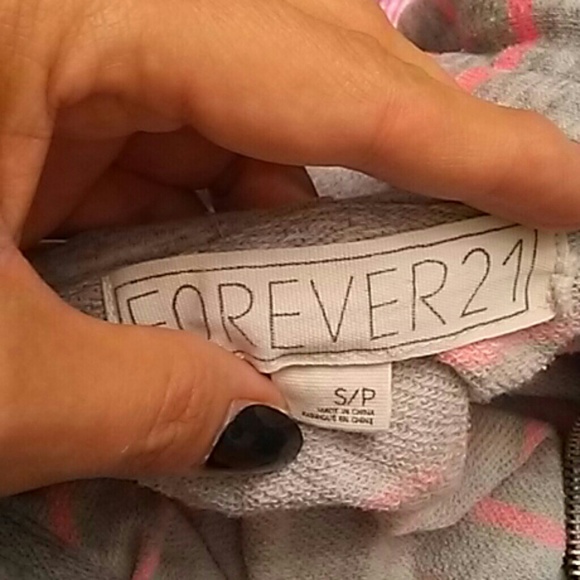 FOREVER21
S/P
MADE IN CHINA
FABRIQUÉ EN CHINE